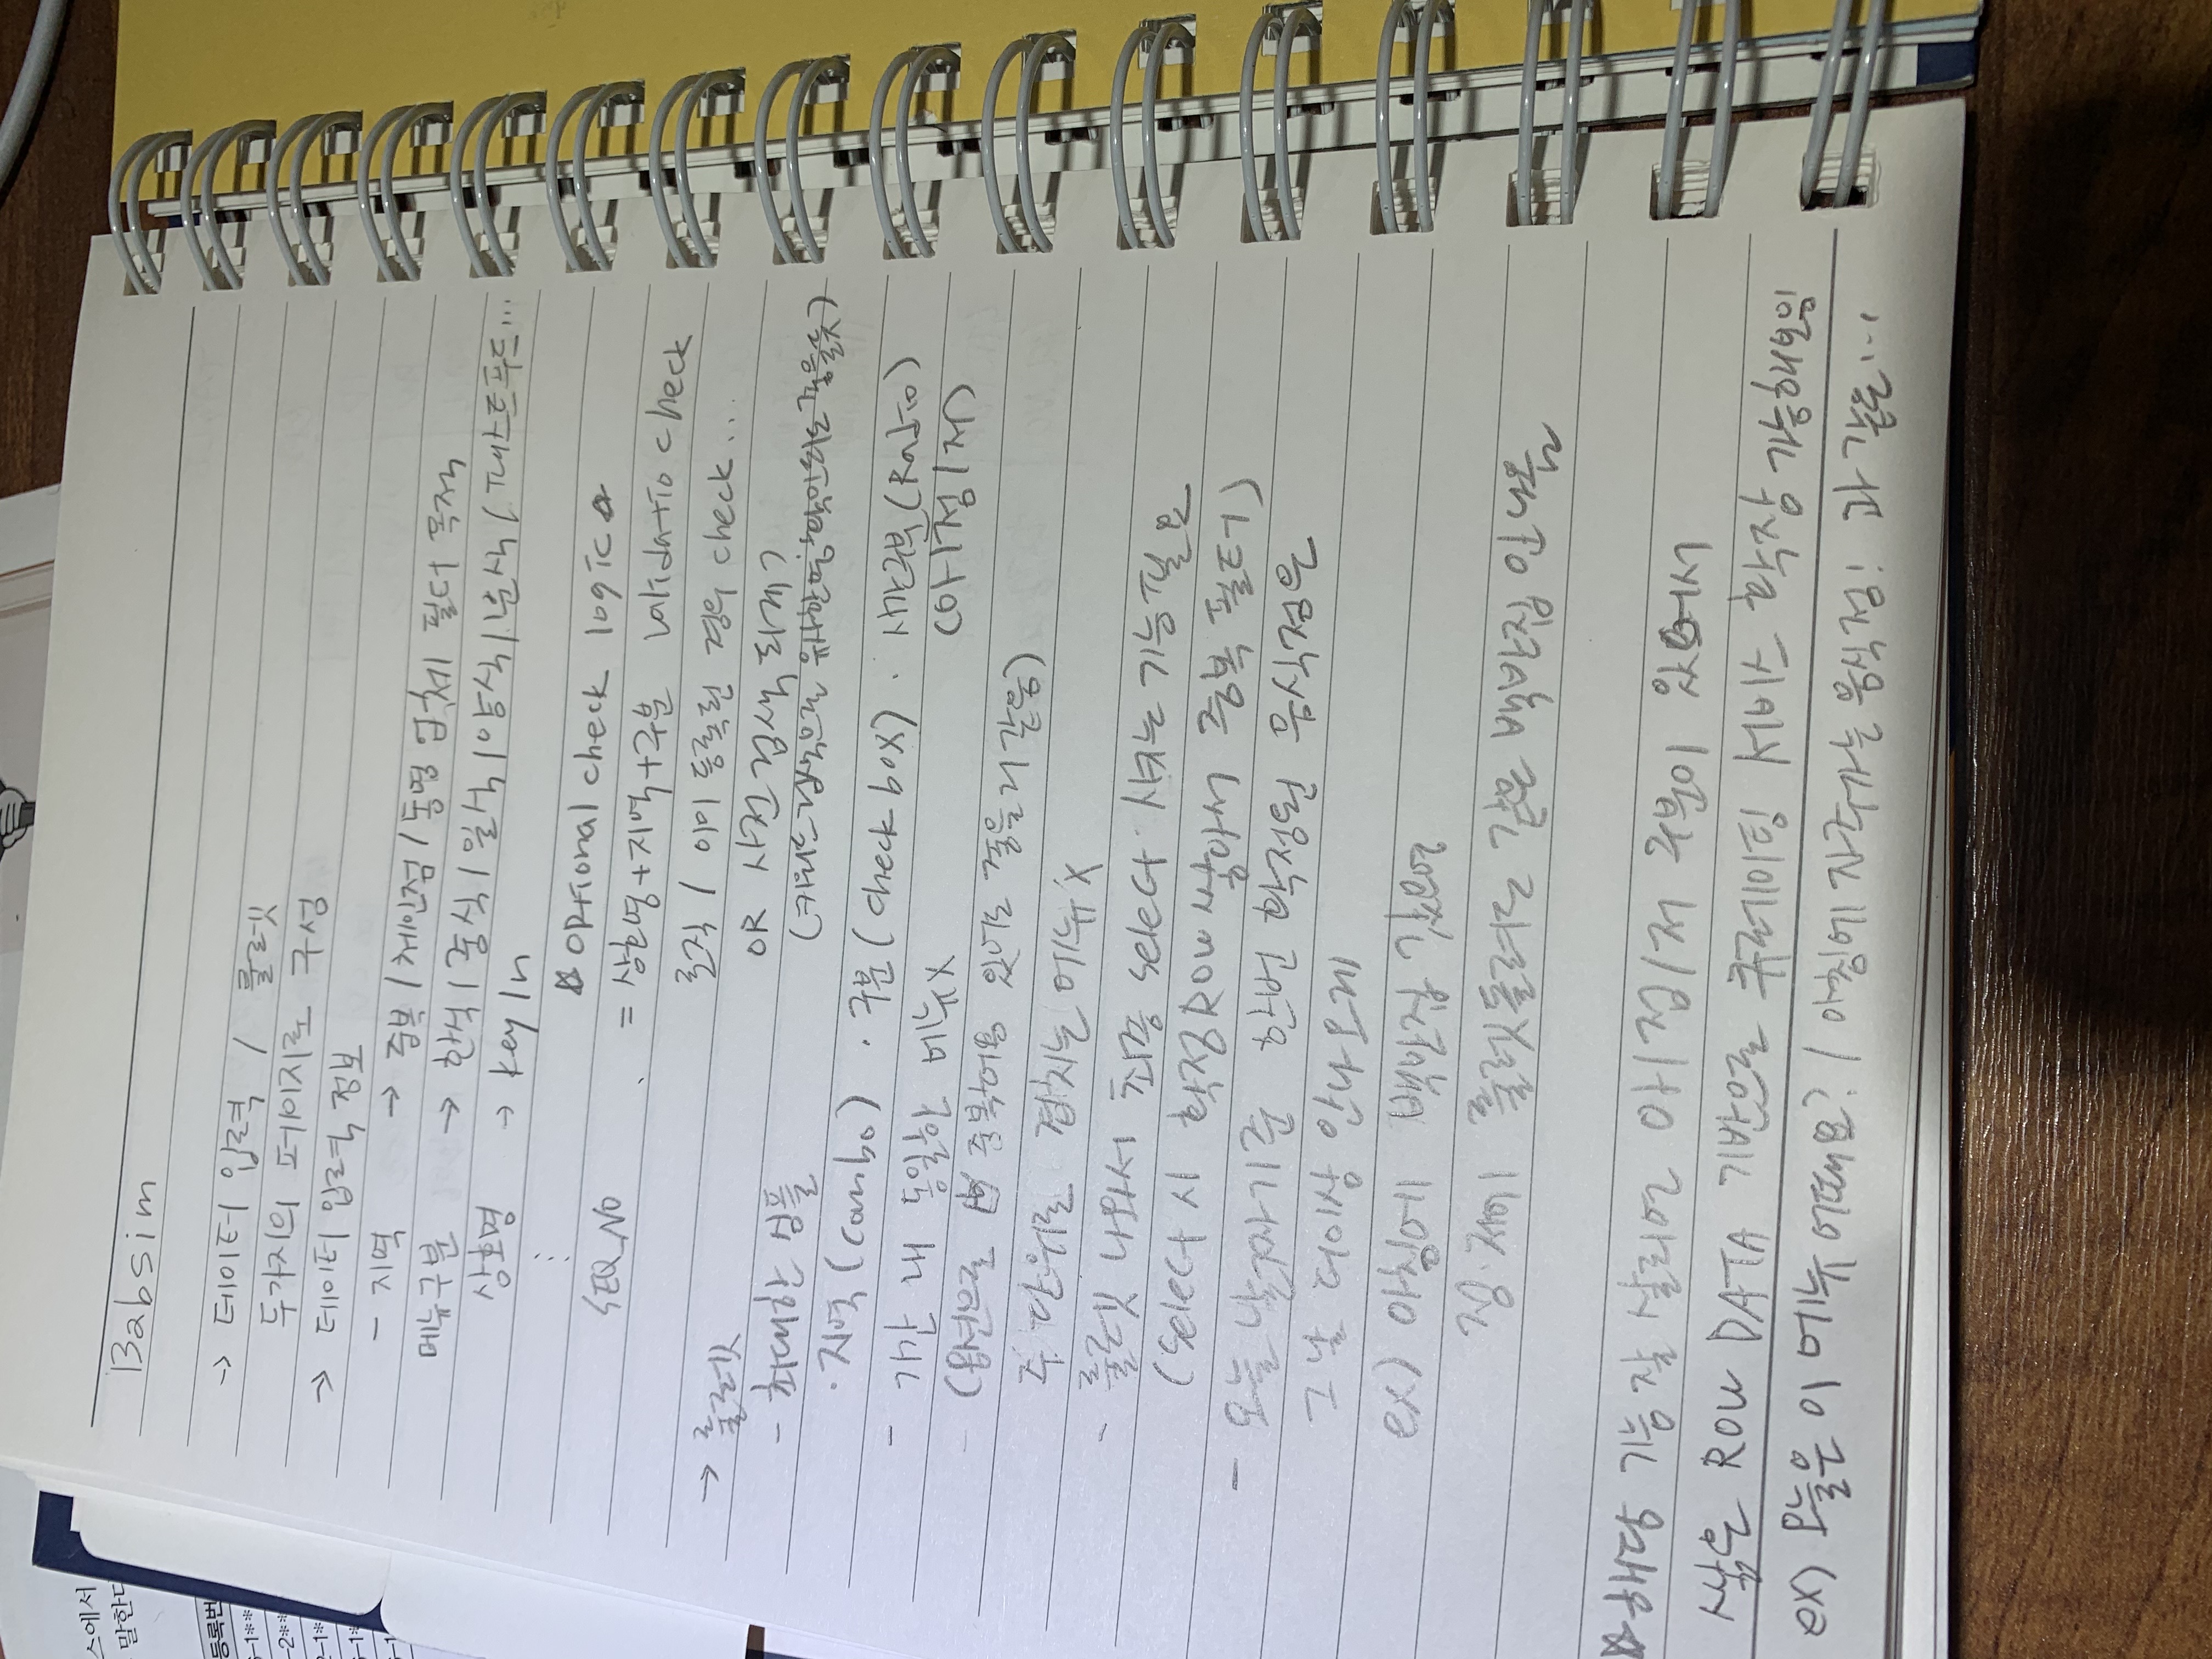 스에서
말한다
등록번
-1**
-2**
2-1*
-1*
-1
Babsim
→ 데이터 입력 / 룰렛
두가지의 페이지로 구성
→ 데이터 입력 정보
- 지역 → 중복 / 체인점 / 동명 업체 필터 목적
메뉴구분 → 한식 / 중식 / 일식 / 양식 / 분식 / 패스트푸드...
상호명 → Key In
⋮
SEQ_NO
☆ Optional check logic ☆
= 상호명+지역+구분 validatio check
로직 / 이미 등록된 경우 check...
OR 사전 검색 되게?
(키워드 검색으로 유사한명 확인되도 좋을듯)
→ 룰렛
- 최대한 심플
· 지역 (Combo) · 구분 (Check box) · 시간구분 (Radio)
(아/점/저)
- 기간 내 동일한 메뉴X
- (옵션으로 중복허용 있어도 좋을거 같음)
주 단위로 겹치는 메뉴X
- 룰렛 나와서 최종 select 시키는 기능 필요
(select 시 확정 Row 쌓아서 중복 필터)
- 오늘 날짜기준 한번 확정된 음식점은
그날 더이상 안나오게
ex) 아침에 백반집 갔으면
점·저에 룰렛돌려도 같은 백반집 안나옴
☆ 해당 기능 잘 살리면 아/점/저 구분이 있어서
쌓은 ROW DATA 기반으로 큐레이팅 서비스 확장 가능해보임
ex) 오늘은 이 메뉴 어때요? / 아침에 자주가는 음식점! 과 같은...